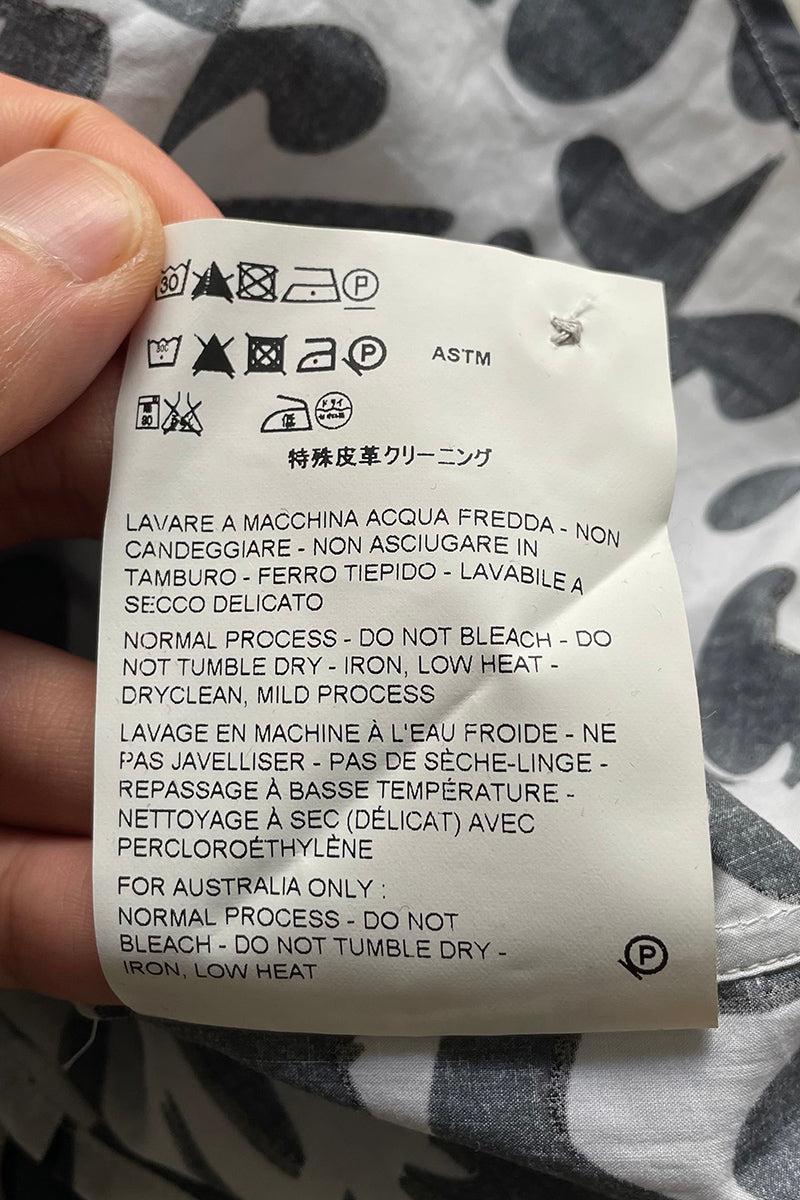 30
P
30C
P
ASTM
30
低
ドライ
特殊皮革クリーニング
LAVARE A MACCHINA ACQUA FREDDA - NON
CANDEGGIARE - NON ASCIUGARE IN
TAMBURO - FERRO TIEPIDO - LAVABILE A
SECCO DELICATO
NORMAL PROCESS - DO NOT BLEACH - DO
NOT TUMBLE DRY - IRON, LOW HEAT -
DRYCLEAN, MILD PROCESS
LAVAGE EN MACHINE À L'EAU FROIDE - NE
PAS JAVELLISER - PAS DE SÈCHE-LINGE -
REPASSAGE À BASSE TEMPÉRATURE -
NETTOYAGE À SEC (DÉLICAT) AVEC
PERCLOROÉTHYLÈNE
FOR AUSTRALIA ONLY :
NORMAL PROCESS - DO NOT
BLEACH - DO NOT TUMBLE DRY -
IRON, LOW HEAT
P